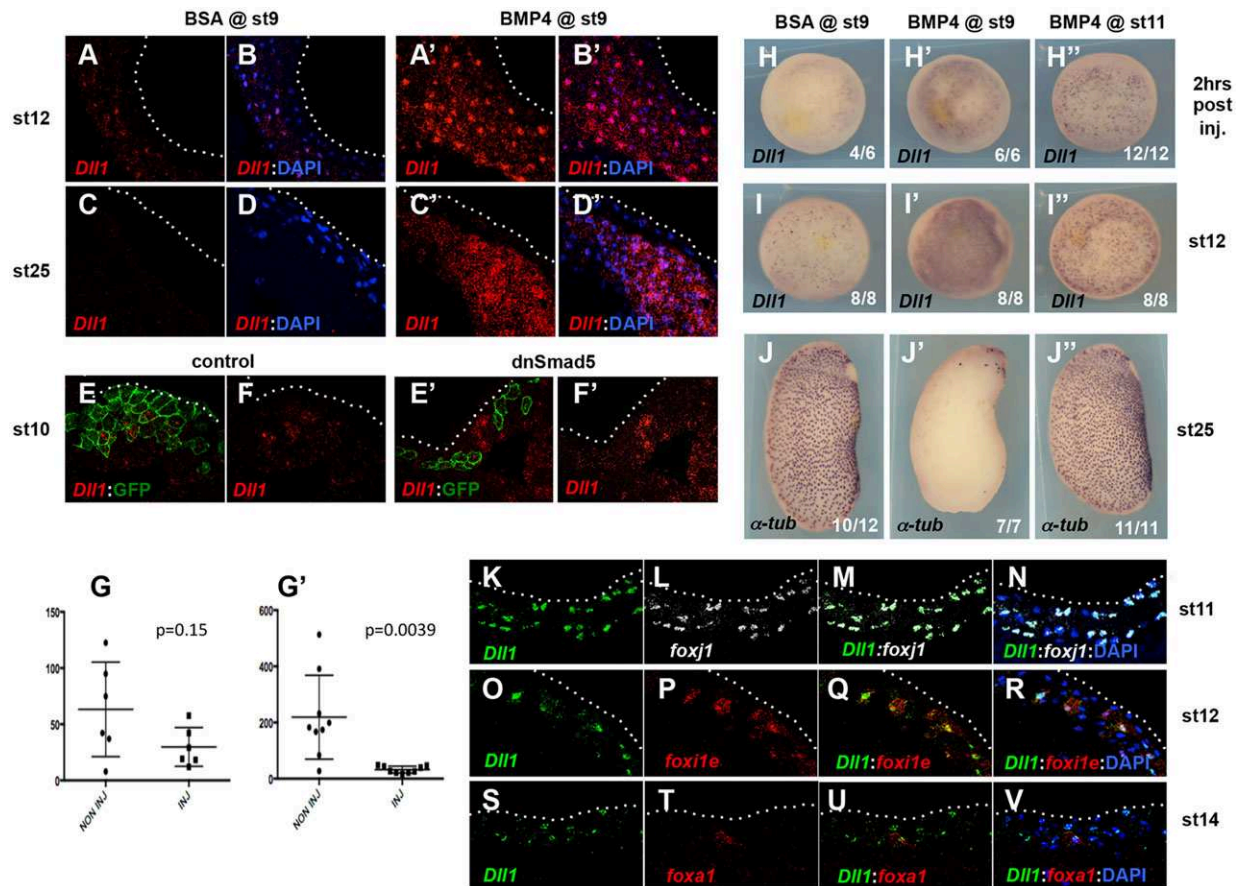 BSA @ st9 BMP4 @ st9
A B A' B'
st12
Dll1 Dll1:DAPI Dll1 Dll1:DAPI
C D C' D'
st25
Dll1 Dll1:DAPI Dll1 Dll1:DAPI
control dnSmad5
E F E' F'
st10
Dll1:GFP Dll1 Dll1:GFP Dll1
BSA @ st9 BMP4 @ st9 BMP4 @ st11
H H' H''
2hrs
post
inj.
Dll1 4/6 Dll1 6/6 Dll1 12/12
I I' I''
st12
Dll1 8/8 Dll1 8/8 Dll1 8/8
J J' J''
st25
α-tub 10/12 α-tub 7/7 α-tub 11/11
G
p=0.15
150
100
50
0
NON INJ INJ
G'
p=0.0039
600
400
200
0
NON INJ INJ
K L M N
st11
Dll1 foxj1 Dll1:foxj1 Dll1:foxj1:DAPI
O P Q R
st12
Dll1 foxi1e Dll1:foxi1e Dll1:foxi1e:DAPI
S T U V
st14
Dll1 foxa1 Dll1:foxa1 Dll1:foxa1:DAPI